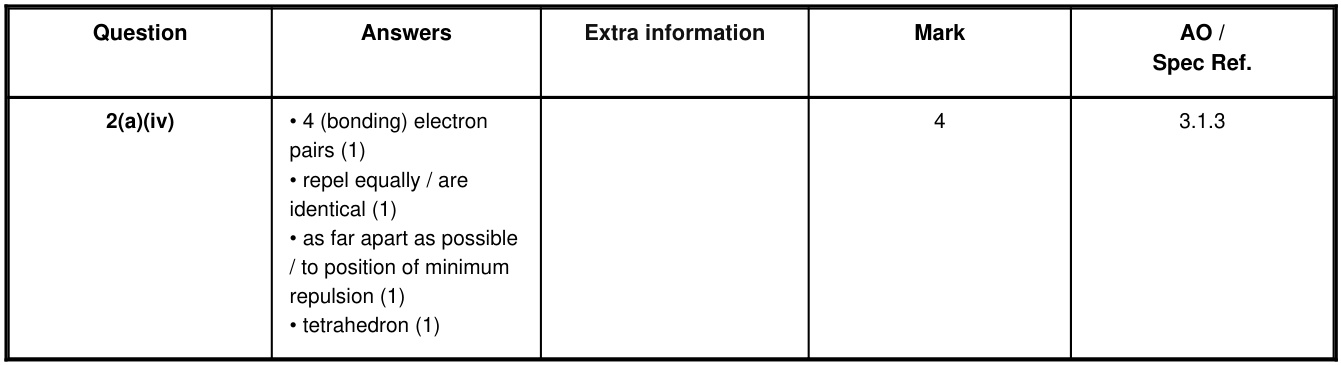 Question Answers Extra information Mark AO /
Spec Ref.
2(a)(iv) • 4 (bonding) electron 4 3.1.3
pairs (1)
• repel equally / are
identical (1)
• as far apart as possible
/ to position of minimum
repulsion (1)
• tetrahedron (1)